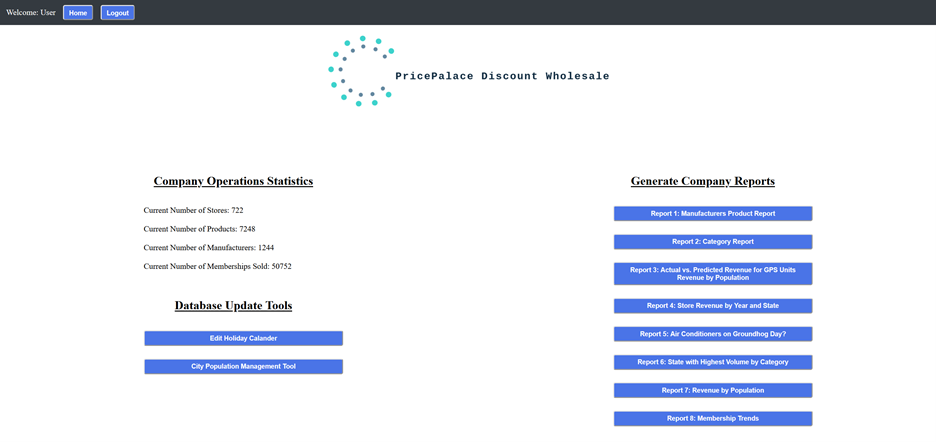 Welcome: User Home Logout
PricePalace Discount Wholesale
Company Operations Statistics
Current Number of Stores: 722
Current Number of Products: 7248
Current Number of Manufacturers: 1244
Current Number of Memberships Sold: 50752
Database Update Tools
Edit Holiday Calander
City Population Management Tool
Generate Company Reports
Report 1: Manufacturers Product Report
Report 2: Category Report
Report 3: Actual vs. Predicted Revenue for GPS Units
Revenue by Population
Report 4: Store Revenue by Year and State
Report 5: Air Conditioners on Groundhog Day?
Report 6: State with Highest Volume by Category
Report 7: Revenue by Population
Report 8: Membership Trends